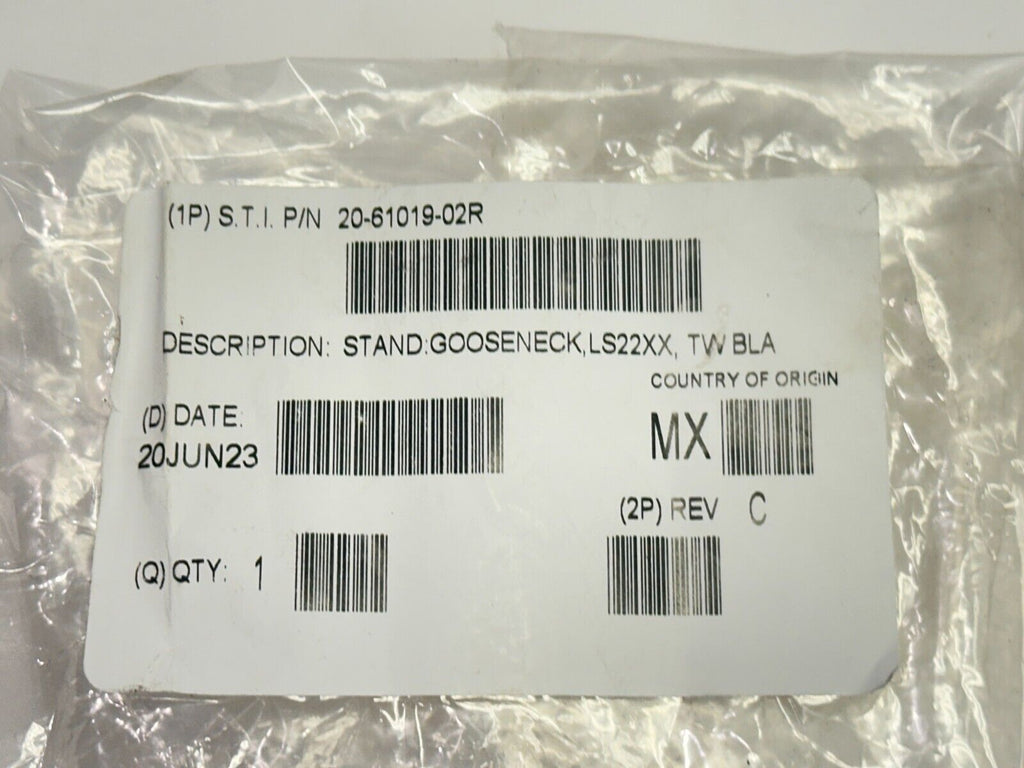 (1P) S.T.I. P/N 20-61019-02R
DESCRIPTION: STAND:GOOSENECK,LS22XX, TW BLA
COUNTRY OF ORIGIN
(D) DATE:
MX
20JUN23
(2P) REV C
(Q) QTY: 1